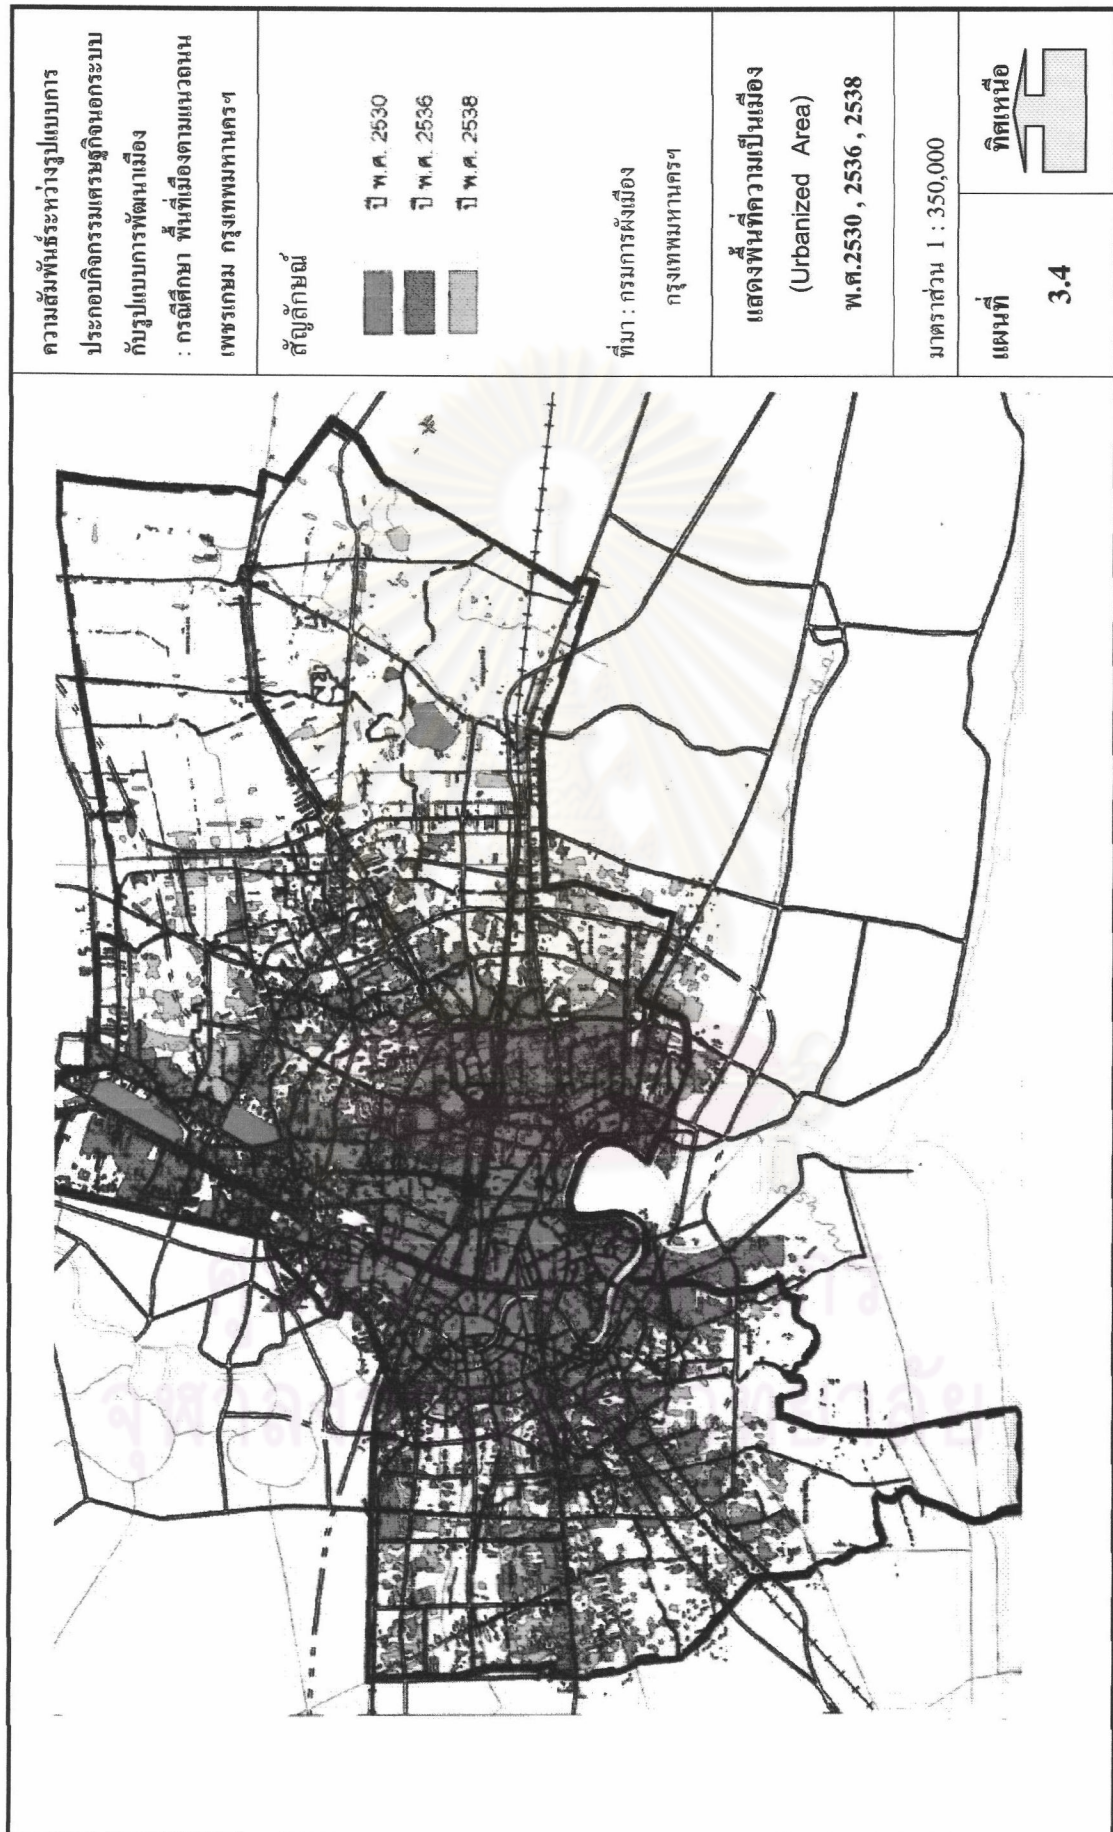 ความสัมพันธ์ระหว่างรูปแบบการ
ประกอบกิจกรรมเศรษฐกิจนอกระบบ
กับรูปแบบการพัฒนาเมือง
: กรณีศึกษา พื้นที่เมืองตามแนวถนน
เพชรเกษม กรุงเทพมหานครฯ
สัญลักษณ์
ปี พ.ศ. 2530
ปี พ.ศ. 2536
ปี พ.ศ. 2538
ที่มา : กรมการผังเมือง
กรุงเทพมหานครฯ
แสดงพื้นที่ความเป็นเมือง
(Urbanized Area)
พ.ศ.2530 , 2536 , 2538
มาตราส่วน 1 : 350,000
แผนที่
3.4
ทิศเหนือ